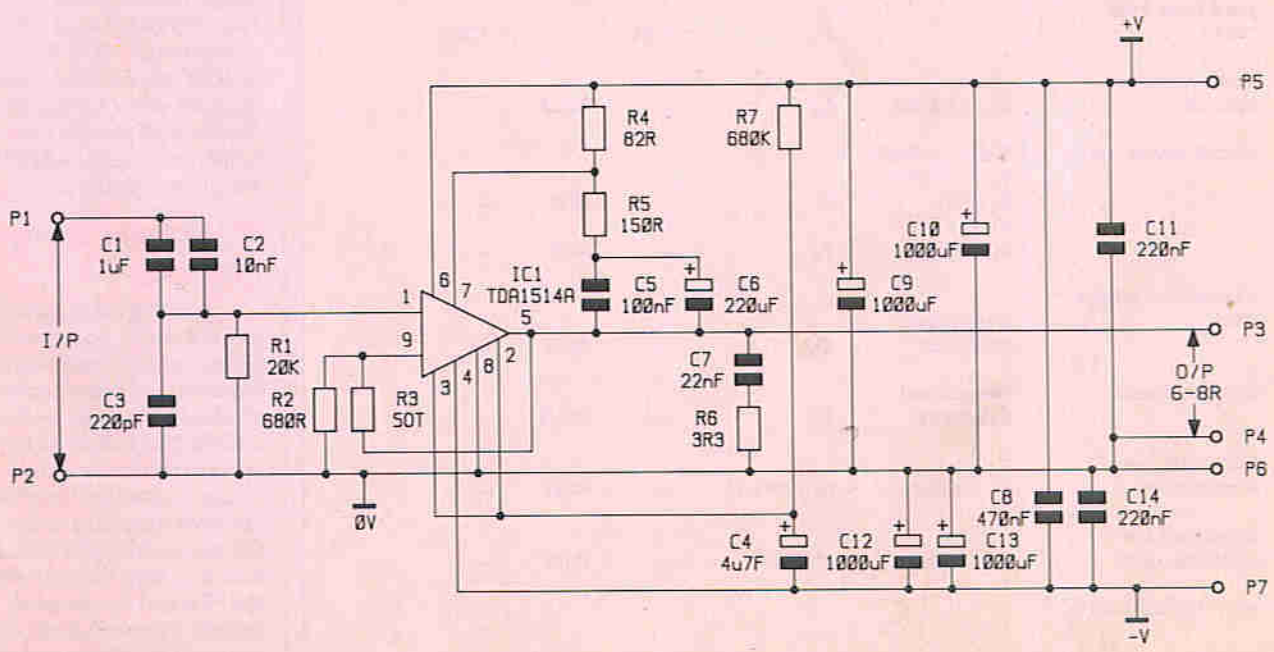 +V
P5
R4
82R
R7
680K
R5
150R
P1
C1
1uF
C2
10nF
C10
1000uF
+
C11
220nF
6
7
IC1
TDA1514A
1
5
C5
100nF
+
C6
220uF
+
C9
1000uF
P3
I/P
9
2
8
4
3
R1
20K
C7
22nF
O/P
6-8R
C3
220pF
R2
680R
R3
SOT
R6
3R3
P4
P2
P6
0V
C8
470nF
C14
220nF
+
C4
4u7F
+
C12
1000uF
+
C13
1000uF
P7
-V